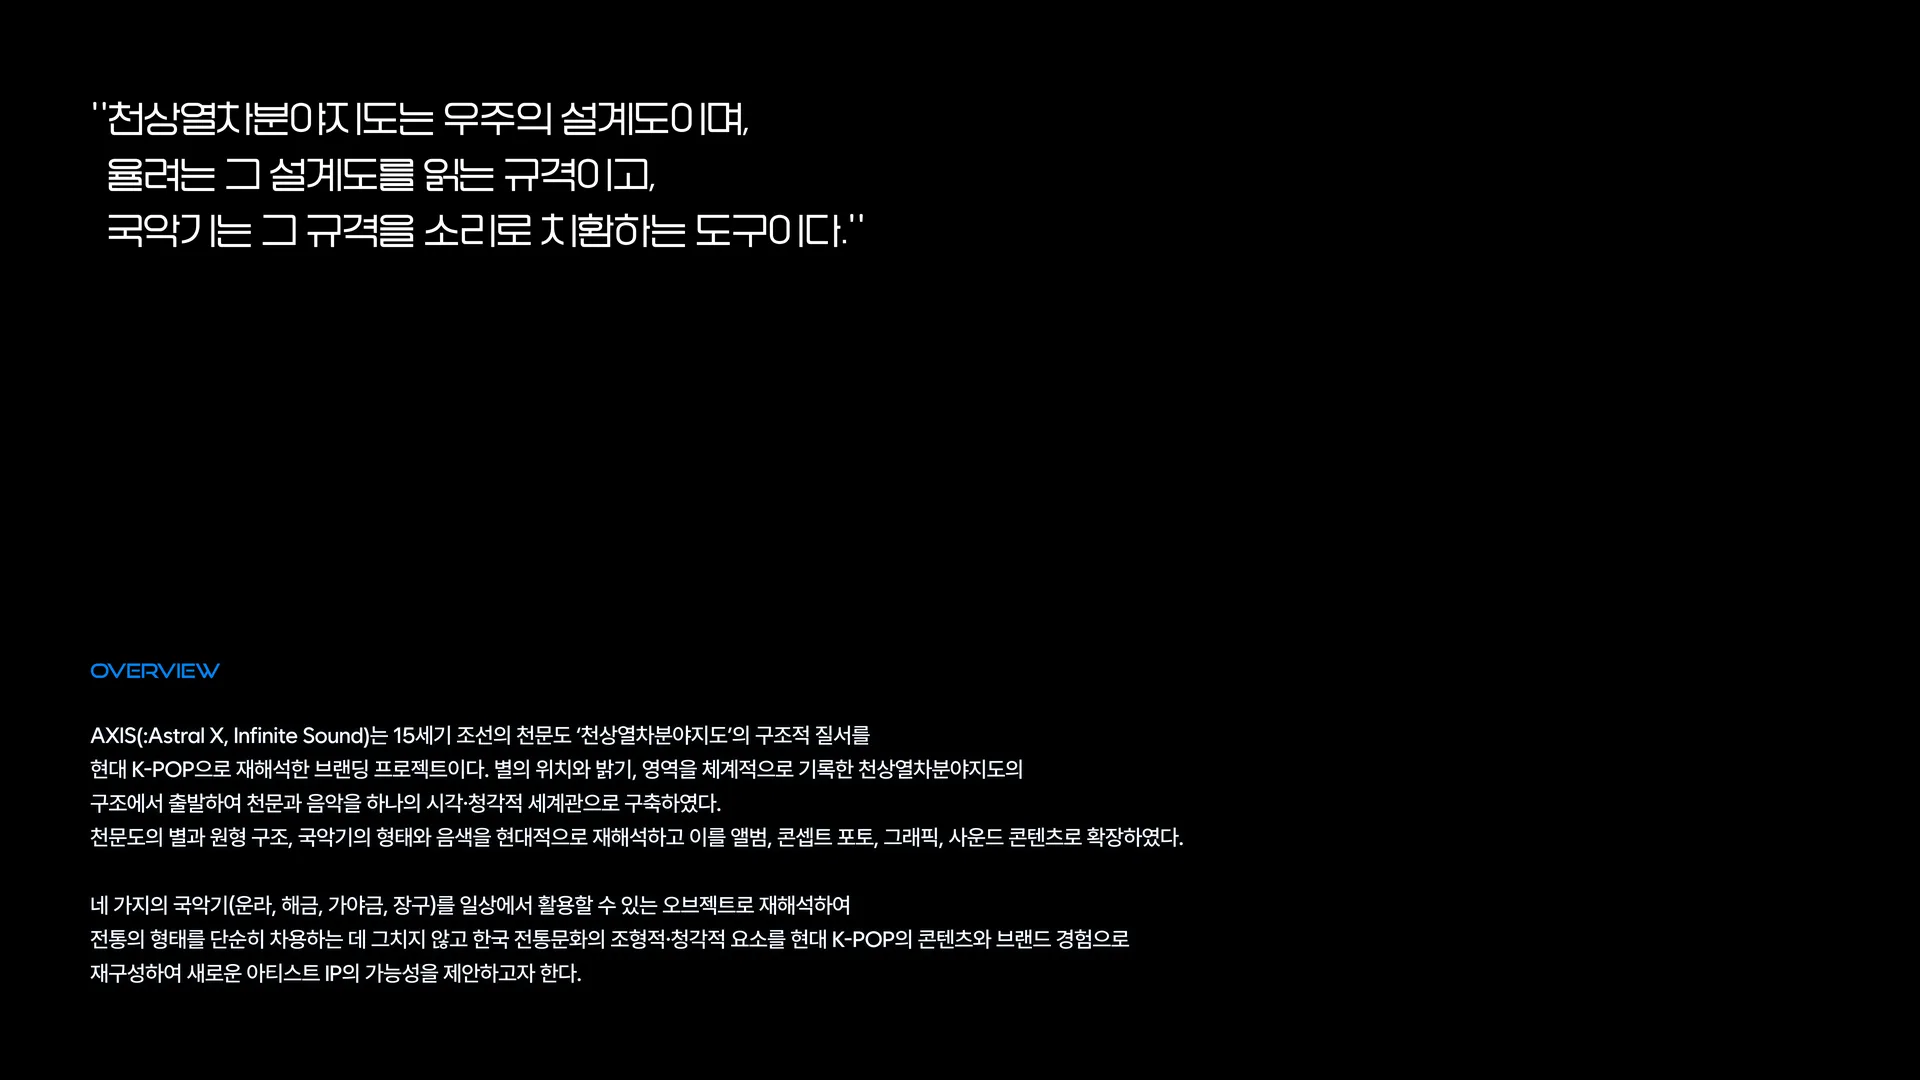 "천상열차분야지도는 우주의 설계도이며,
율려는 그 설계도를 읽는 규격이고,
국악기는 그 규격을 소리로 치환하는 도구이다."
OVERVIEW
AXIS(:Astral X, Infinite Sound)는 15세기 조선의 천문도 ‘천상열차분야지도’의 구조적 질서를
현대 K-POP으로 재해석한 브랜딩 프로젝트이다. 별의 위치와 밝기, 영역을 체계적으로 기록한 천상열차분야지도의
구조에서 출발하여 천문과 음악을 하나의 시각·청각적 세계관으로 구축하였다.
천문도의 별과 원형 구조, 국악기의 형태와 음색을 현대적으로 재해석하고 이를 앨범, 콘셉트 포토, 그래픽, 사운드 콘텐츠로 확장하였다.
네 가지의 국악기(운라, 해금, 가야금, 장구)를 일상에서 활용할 수 있는 오브젝트로 재해석하여
전통의 형태를 단순히 차용하는 데 그치지 않고 한국 전통문화의 조형적·청각적 요소를 현대 K-POP의 콘텐츠와 브랜드 경험으로
재구성하여 새로운 아티스트 IP의 가능성을 제안하고자 한다.